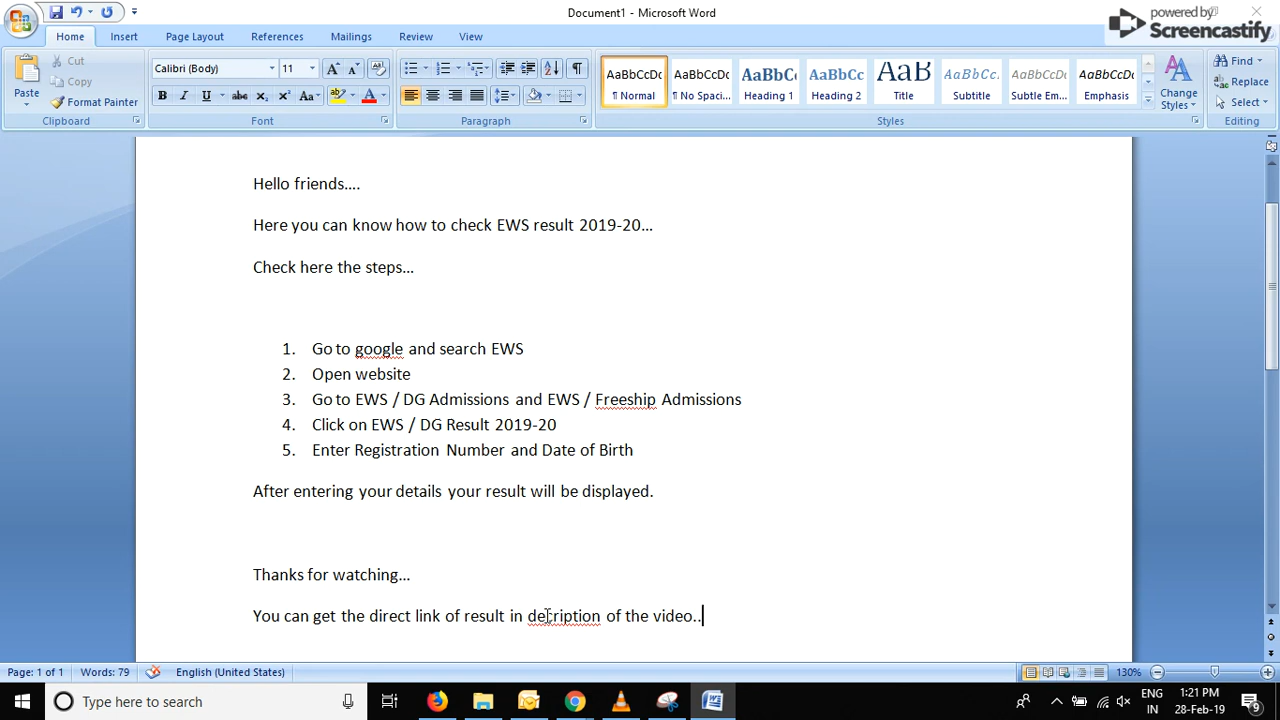 Document1 - Microsoft Word
powered by
Screencastify
Home Insert Page Layout References Mailings Review View
Paste
Cut
Copy
Format Painter
Clipboard
Calibri (Body) 11
B I U abc x₂ x² Aa
Font
Paragraph
AaBbCcDc ¶ Normal
AaBbCcDc ¶ No Spaci...
AaBbCc Heading 1
AaBbCc Heading 2
AaB Title
AaBbCc. Subtitle
AaBbCcDc Subtle Em...
AaBbCcDc Emphasis
Change Styles
Styles
Find
Replace
Select
Editing
Hello friends....
Here you can know how to check EWS result 2019-20...
Check here the steps...
1. Go to google and search EWS
2. Open website
3. Go to EWS / DG Admissions and EWS / Freeship Admissions
4. Click on EWS / DG Result 2019-20
5. Enter Registration Number and Date of Birth
After entering your details your result will be displayed.
Thanks for watching...
You can get the direct link of result in decription of the video..
Page: 1 of 1 Words: 79 English (United States) 130%
Type here to search
ENG
IN
1:21 PM
28-Feb-19
9